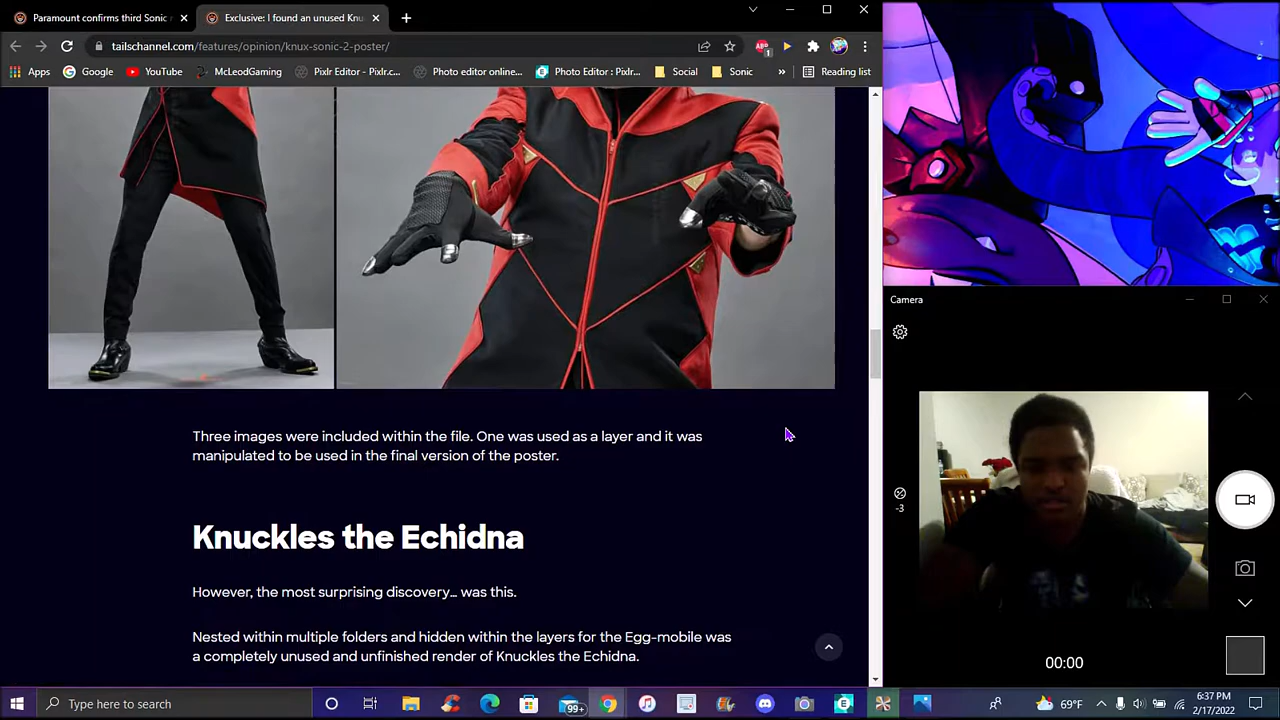 Paramount confirms third Sonic
Exclusive: I found an unused Knu
tailschannel.com/features/opinion/knux-sonic-2-poster/
ABP
1
Apps
Google
YouTube
McLeodGaming
Pixlr Editor - Pixlr.c...
Photo editor online...
Photo Editor : Pixlr...
Social
Sonic
»
Reading list
Three images were included within the file. One was used as a layer and it was
manipulated to be used in the final version of the poster.
Knuckles the Echidna
However, the most surprising discovery... was this.
Nested within multiple folders and hidden within the layers for the Egg-mobile was
a completely unused and unfinished render of Knuckles the Echidna.
Camera
-3
00:00
Type here to search
99+
69°F
6:37 PM
2/17/2022